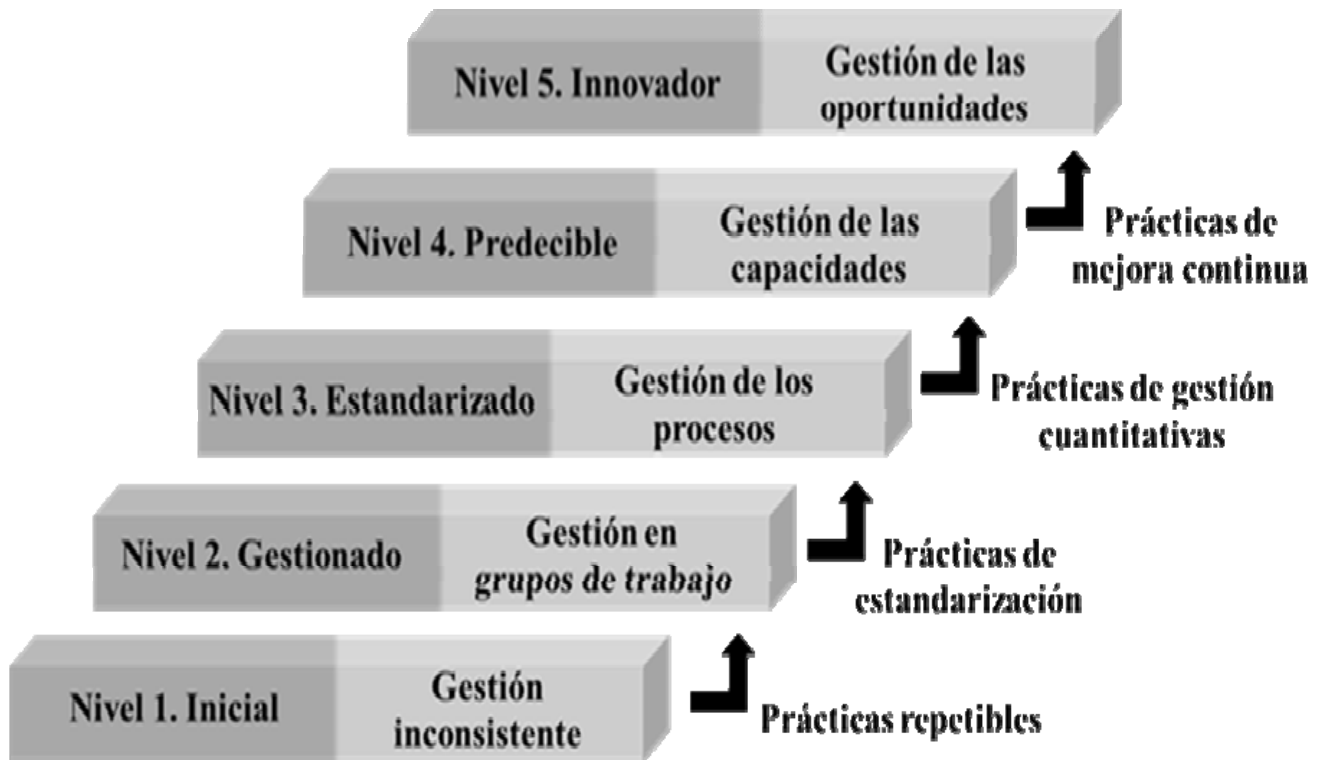 Nivel 5. Innovador
Gestión de las
oportunidades
Nivel 4. Predecible
Gestión de las
capacidades
Prácticas de
mejora continua
Nivel 3. Estandarizado
Gestión de los
procesos
Prácticas de gestión
cuantitativas
Nivel 2. Gestionado
Gestión en
grupos de trabajo
Prácticas de
estandarización
Nivel 1. Inicial
Gestión
inconsistente
Prácticas repetibles